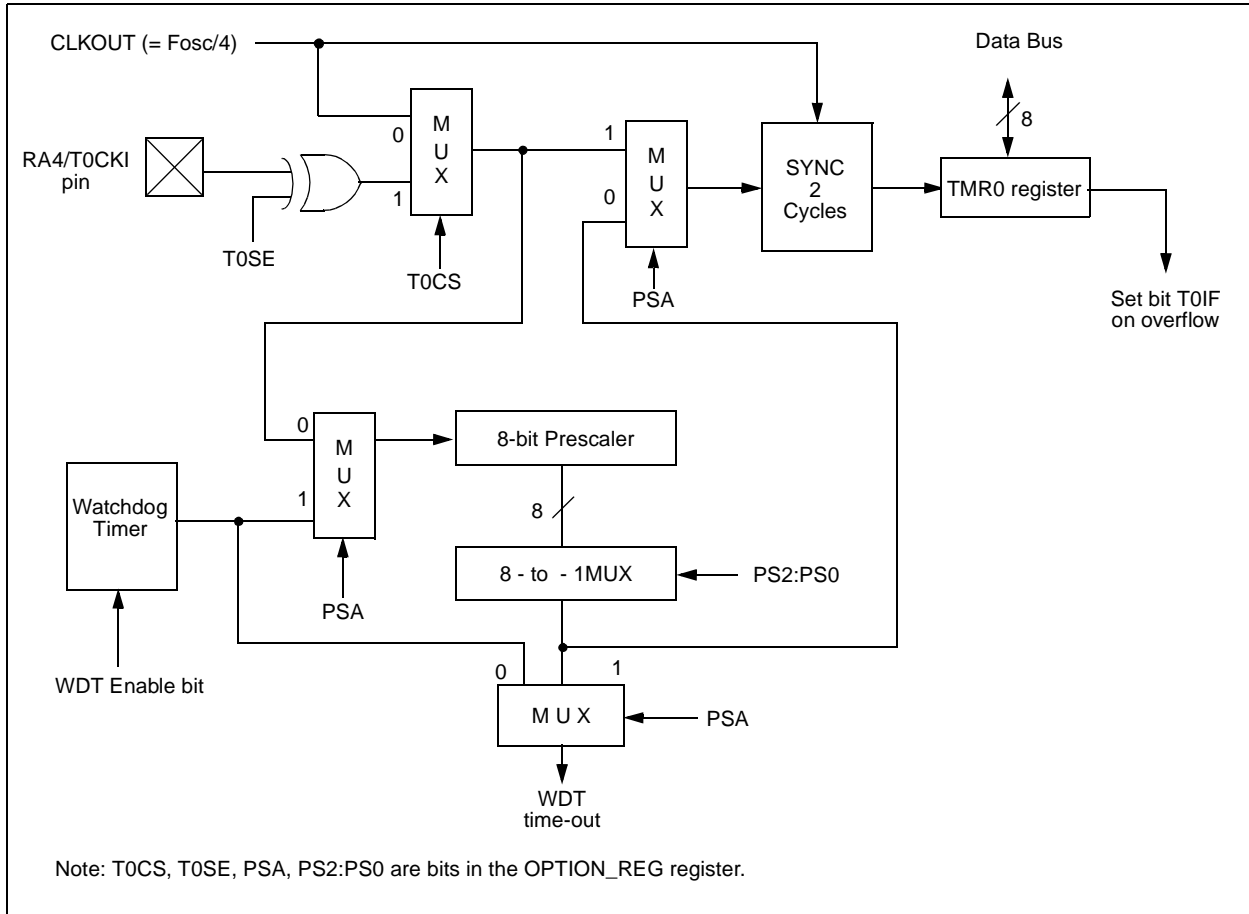 CLKOUT (= Fosc/4)
Data Bus
8
RA4/T0CKI
pin
T0SE
0
1
M
U
X
T0CS
1
0
M
U
X
PSA
SYNC
2
Cycles
TMR0 register
Set bit T0IF
on overflow
0
1
M
U
X
PSA
8-bit Prescaler
8
8 - to - 1MUX
PS2:PS0
Watchdog
Timer
WDT Enable bit
0
1
M U X
PSA
WDT
time-out
Note: T0CS, T0SE, PSA, PS2:PS0 are bits in the OPTION_REG register.